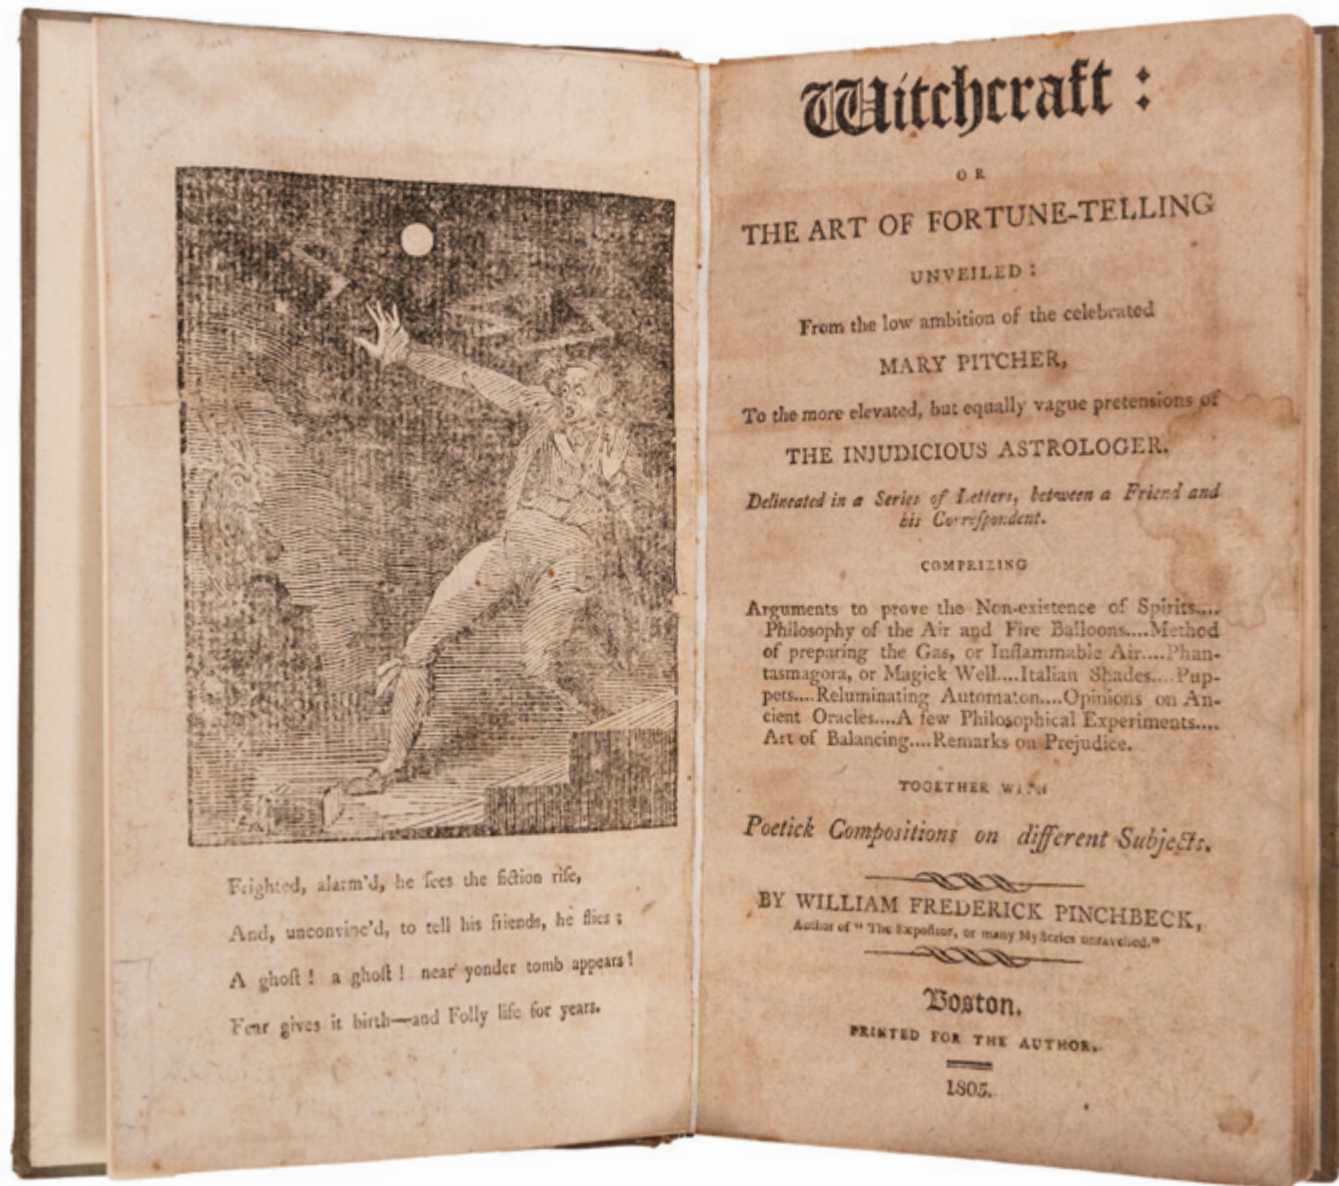 Frighted, alarm'd, he ſees the fiction riſe,
And, unconvinc'd, to tell his friends, he flies ;
A ghoſt ! a ghoſt ! near yonder tomb appears !
Fear gives it birth—and Folly life for years.
Witchcraft :
OR
THE ART OF FORTUNE-TELLING
UNVEILED :
From the low ambition of the celebrated
MARY PITCHER,
To the more elevated, but equally vague pretensions of
THE INJUDICIOUS ASTROLOGER.
Delineated in a Series of Letters, between a Friend and
his Correſpondent.
COMPRIZING
Arguments to prove the Non-existence of Spirits....
Philosophy of the Air and Fire Balloons....Method
of preparing the Gas, or Inflammable Air....Phan-
tasmagora, or Magick Well....Italian Shades....Pup-
pets....Reluminating Automaton....Opinions on An-
cient Oracles....A few Philosophical Experiments....
Art of Balancing....Remarks on Prejudice.
TOGETHER WITH
Poetick Compositions on different Subjects.
BY WILLIAM FREDERICK PINCHBECK,
Author of " The Expoſitor, or many Myſteries unravelled."
Boston,
PRINTED FOR THE AUTHOR.
1805.